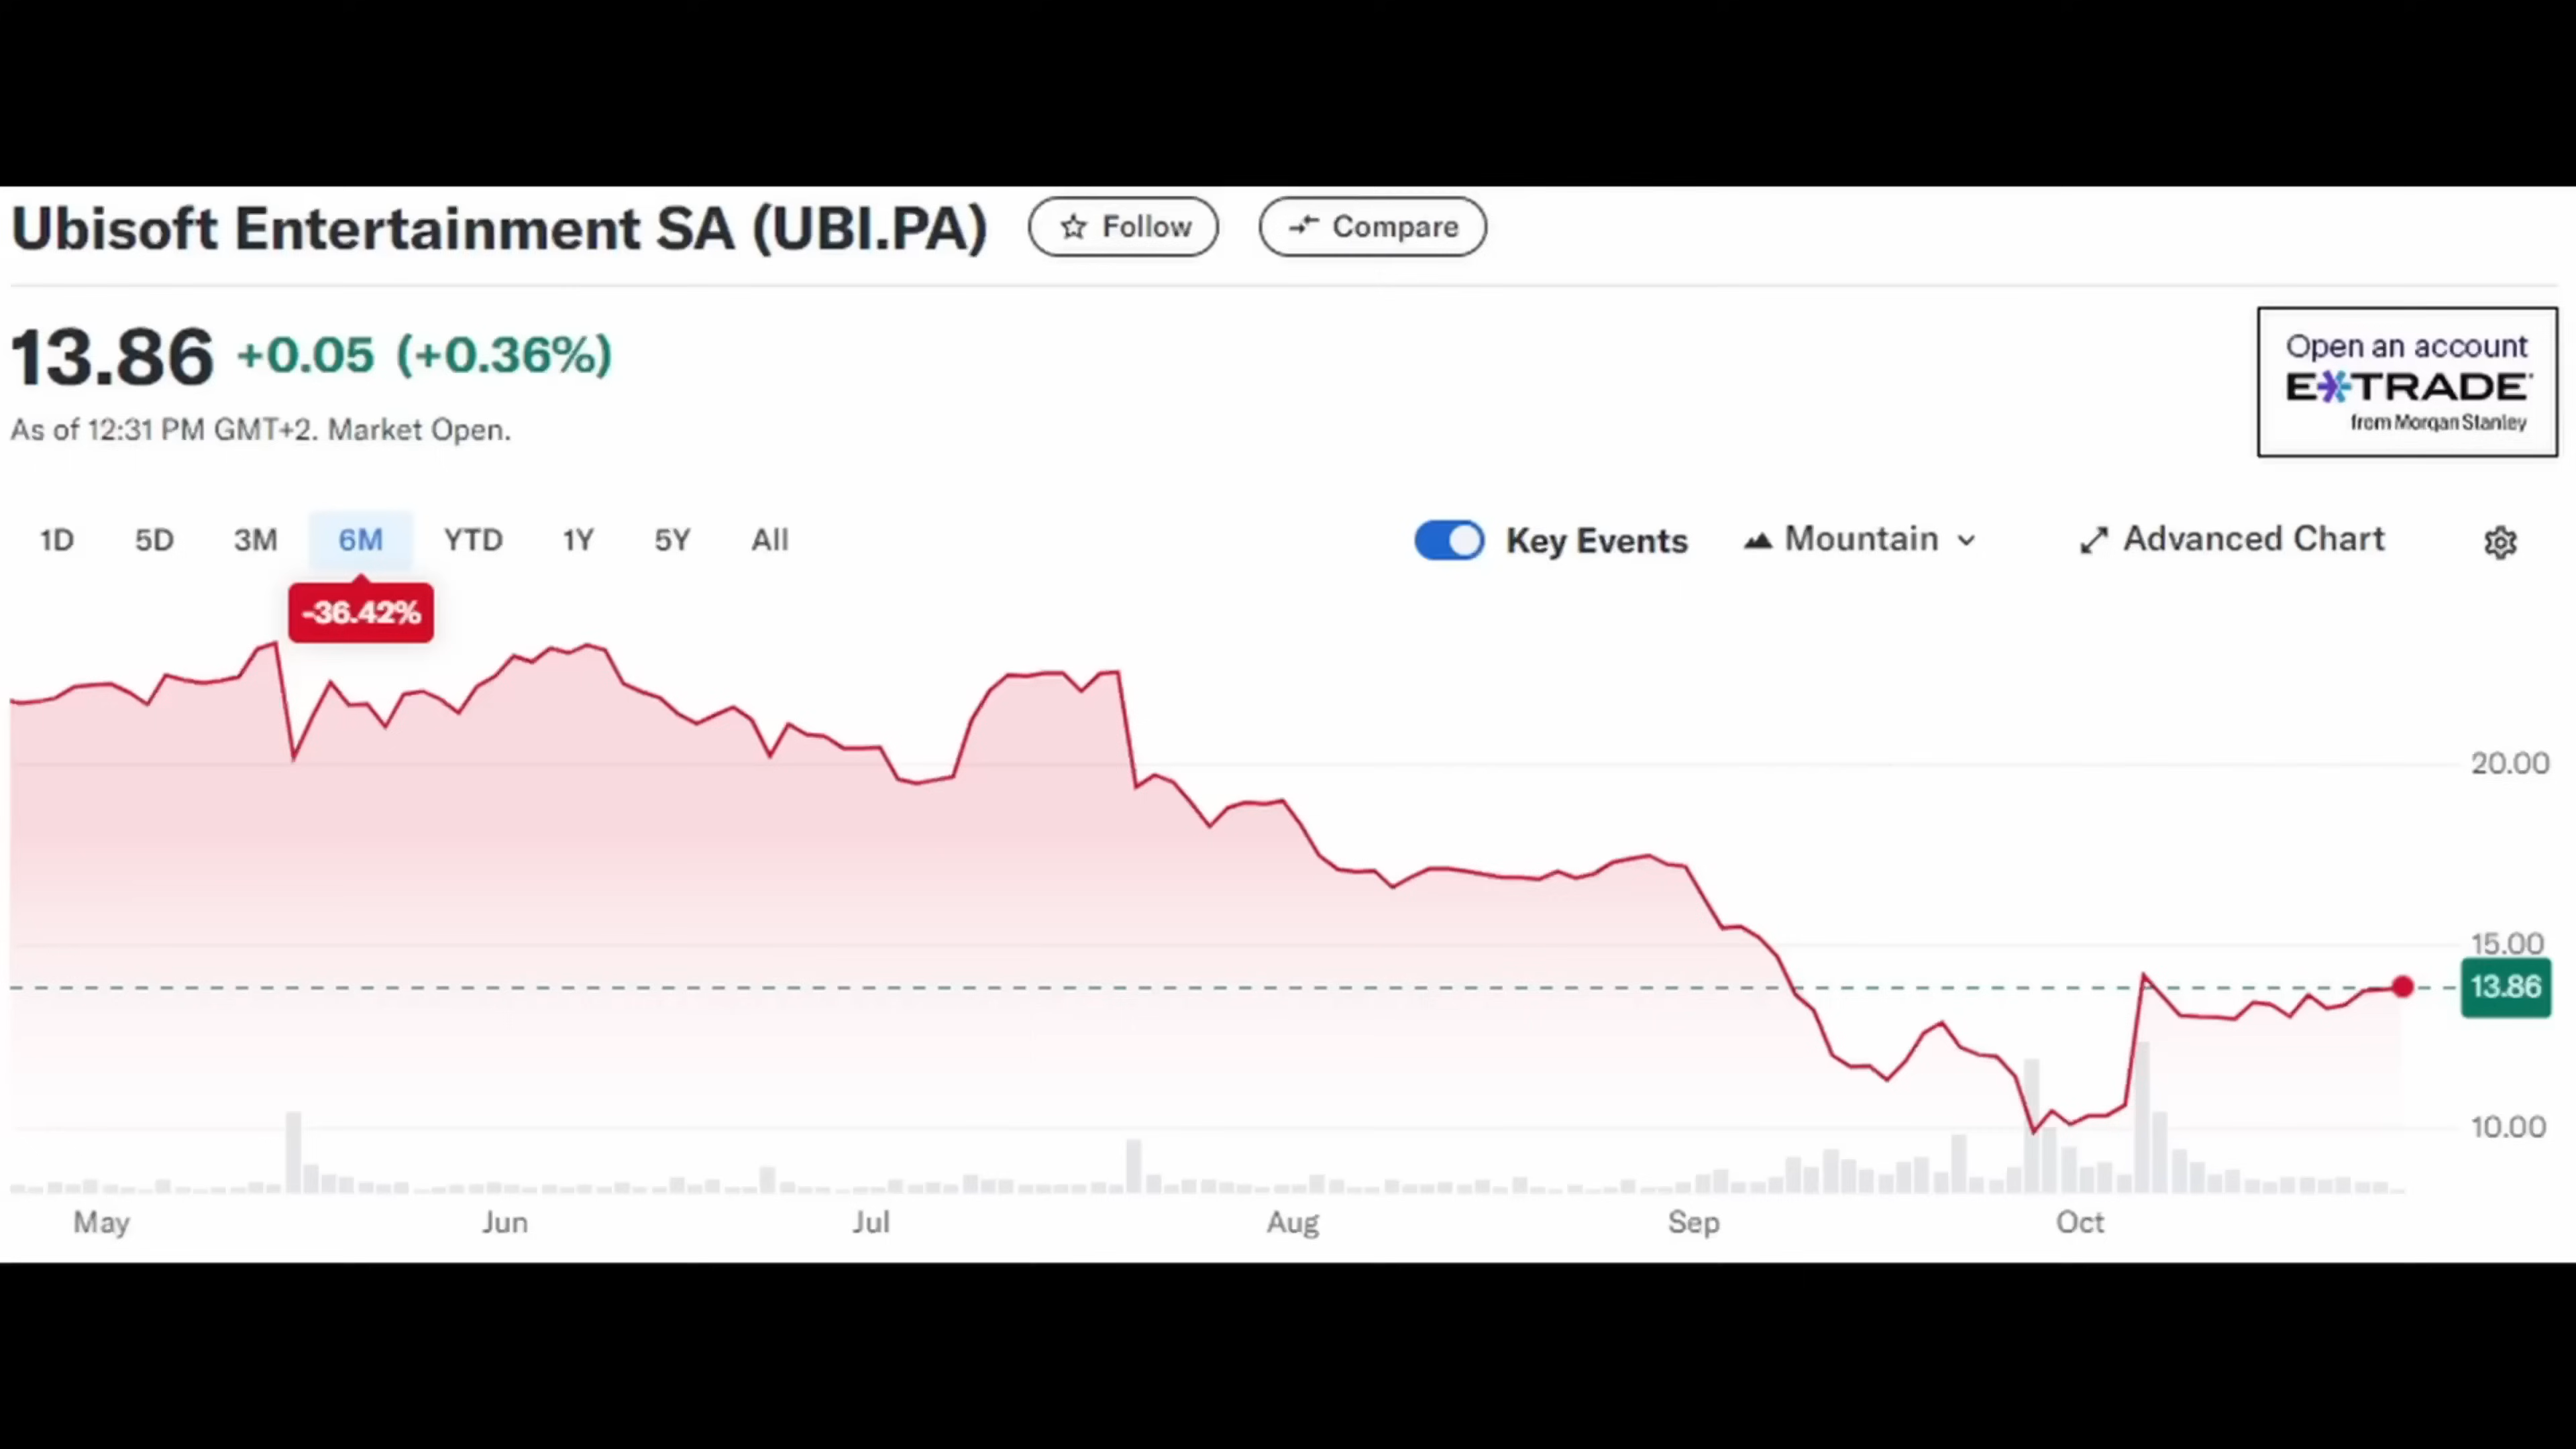 Ubisoft Entertainment SA (UBI.PA) Follow Compare
13.86 +0.05 (+0.36%)
As of 12:31 PM GMT+2. Market Open.
Open an account
E*TRADE
from Morgan Stanley
1D 5D 3M 6M YTD 1Y 5Y All Key Events Mountain Advanced Chart
-36.42%
20.00
15.00
13.86
10.00
May Jun Jul Aug Sep Oct